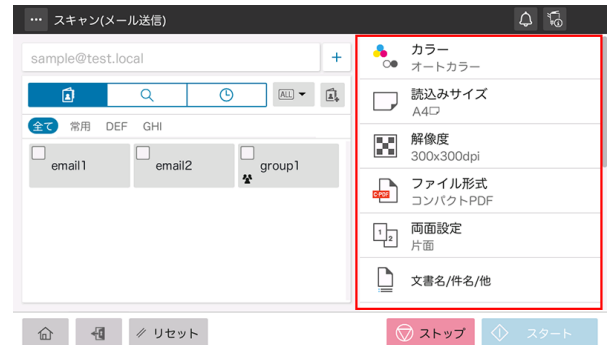 スキャン(メール送信)
sample@test.local
+
ALL
全て 常用 DEF GHI
email1
email2
group1
カラー
オートカラー
読込みサイズ
A4
解像度
300x300dpi
ファイル形式
C-PDF
コンパクトPDF
両面設定
1 2
片面
文書名/件名/他
リセット
ストップ
スタート